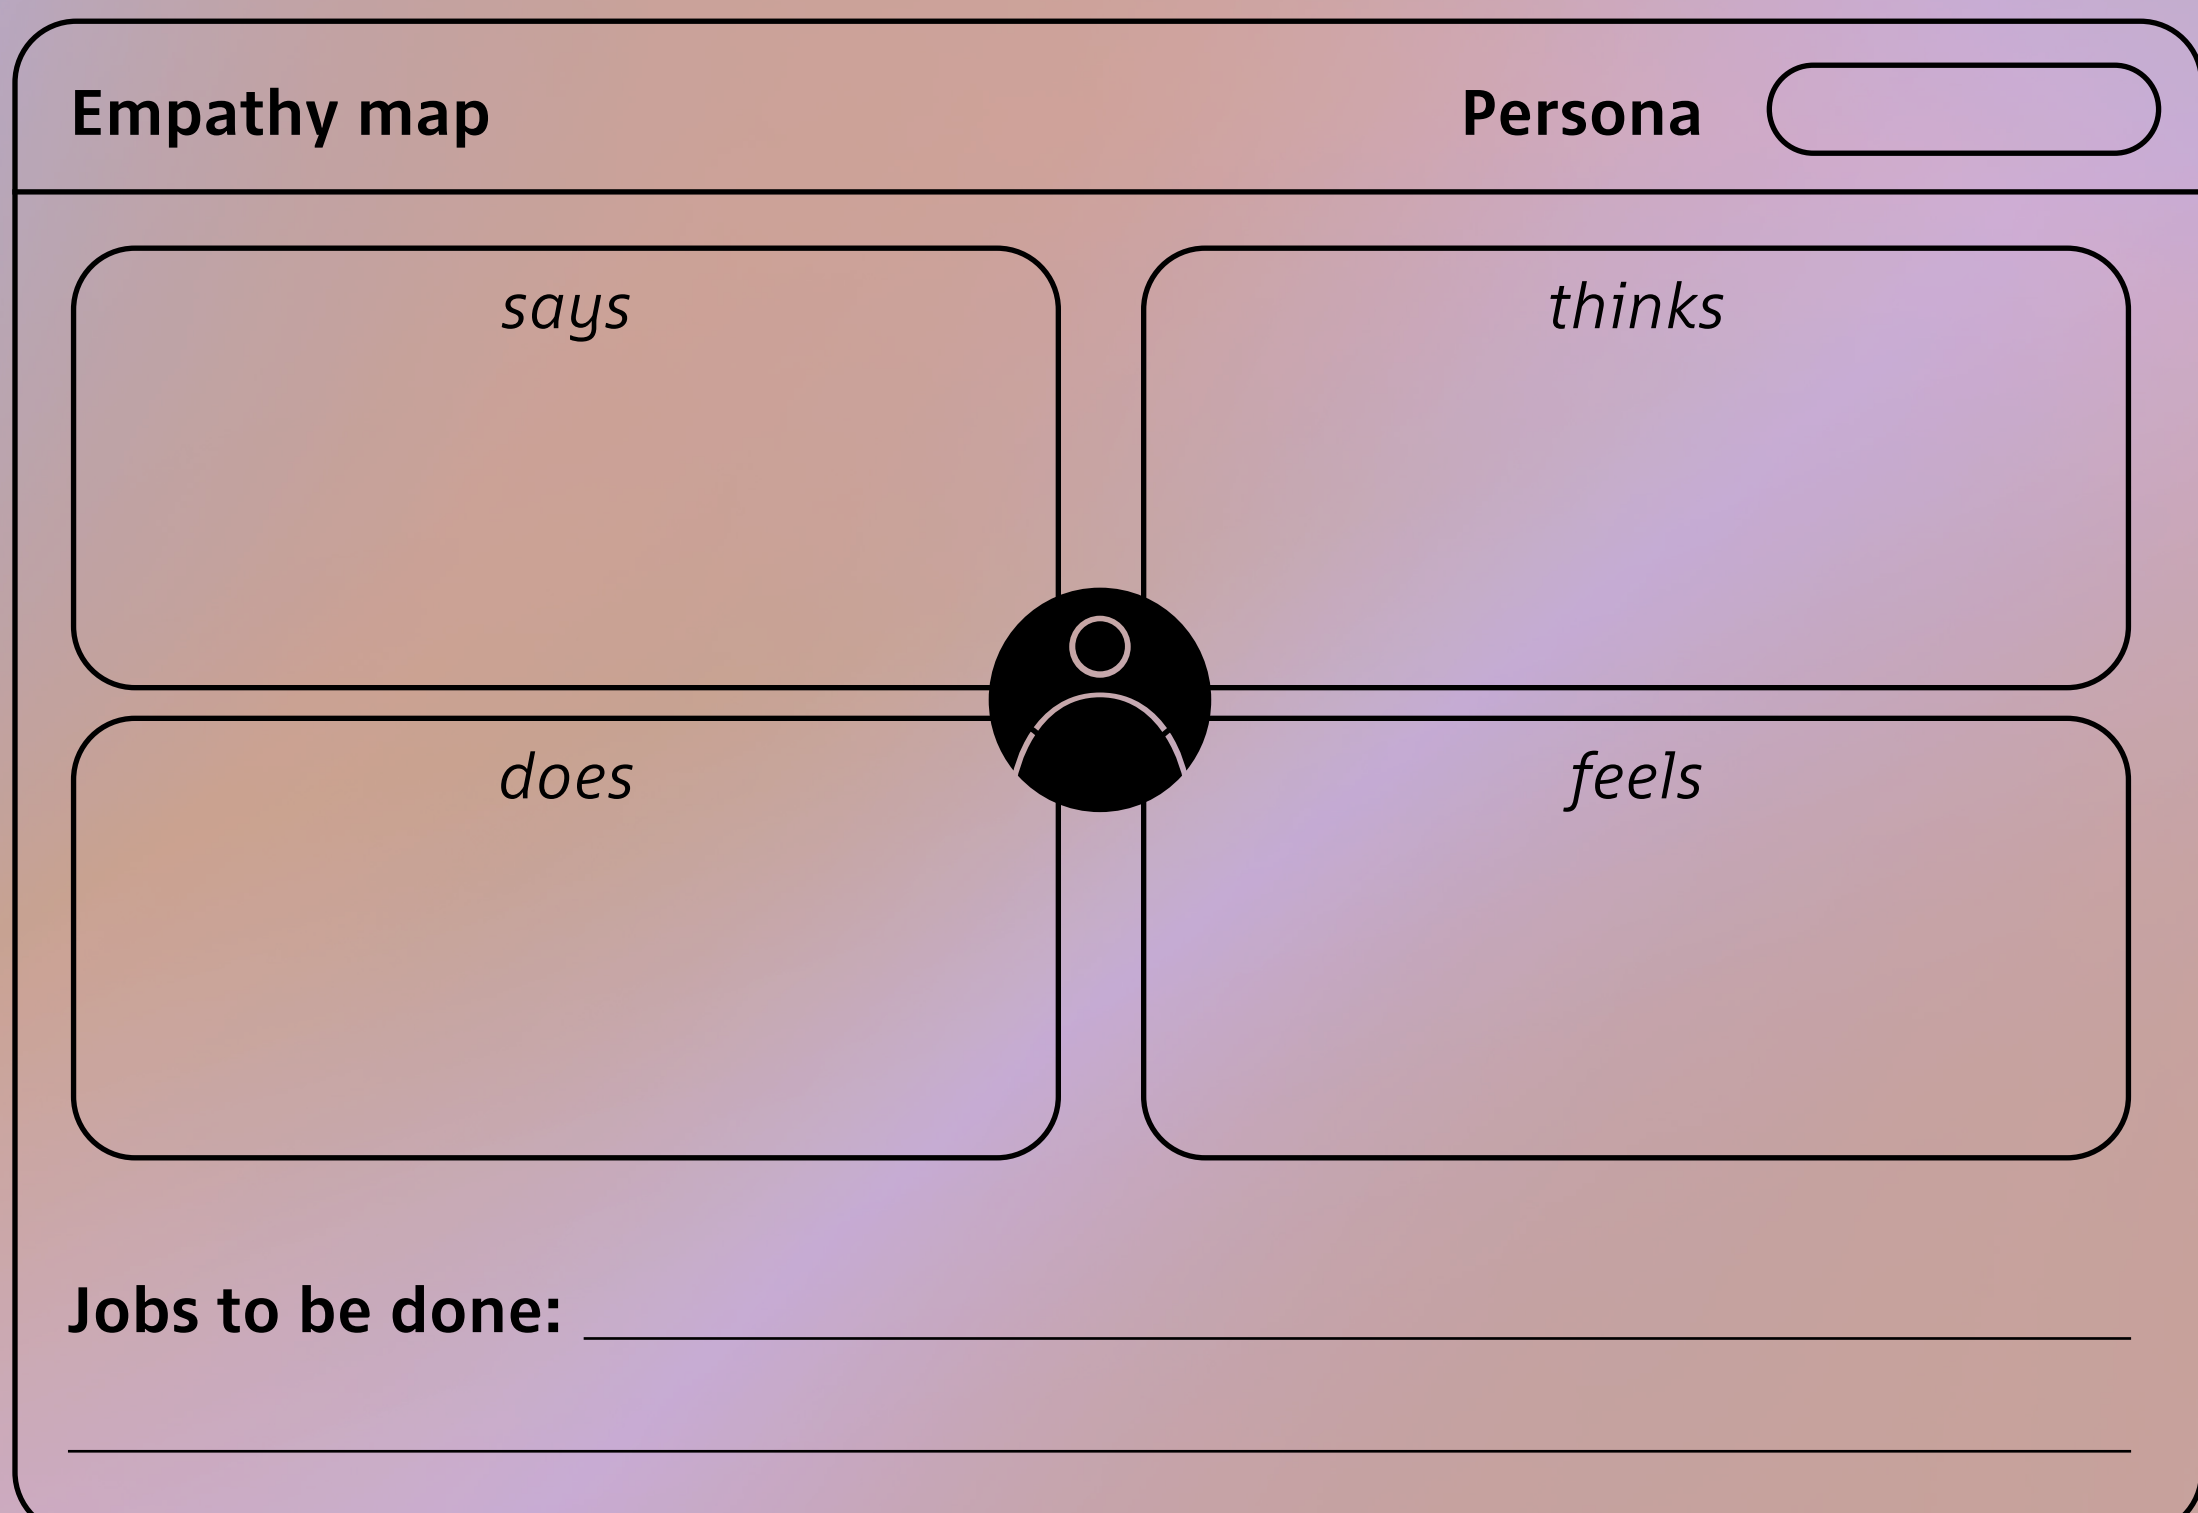 Empathy map
Persona
says
thinks
does
feels
Jobs to be done: